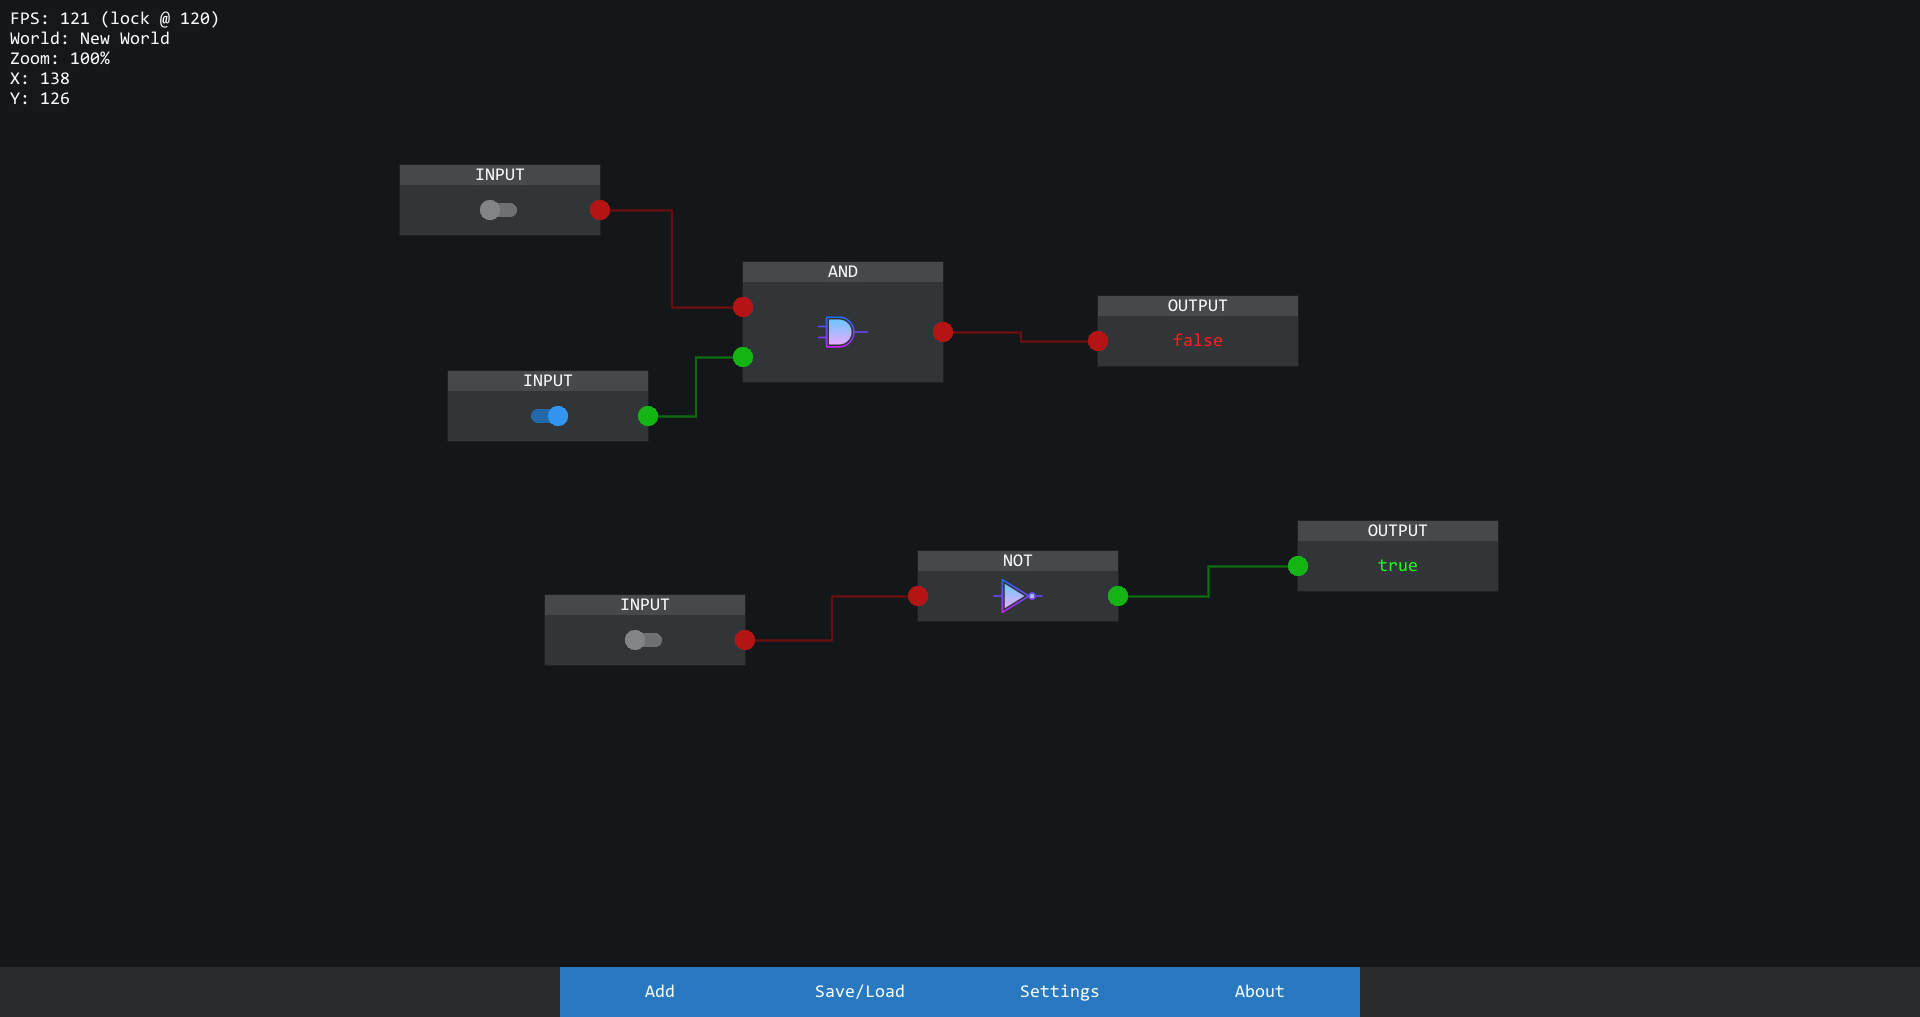 FPS: 121 (lock @ 120)
World: New World
Zoom: 100%
X: 138
Y: 126
INPUT
AND
OUTPUT
false
INPUT
OUTPUT
true
NOT
INPUT
Add
Save/Load
Settings
About